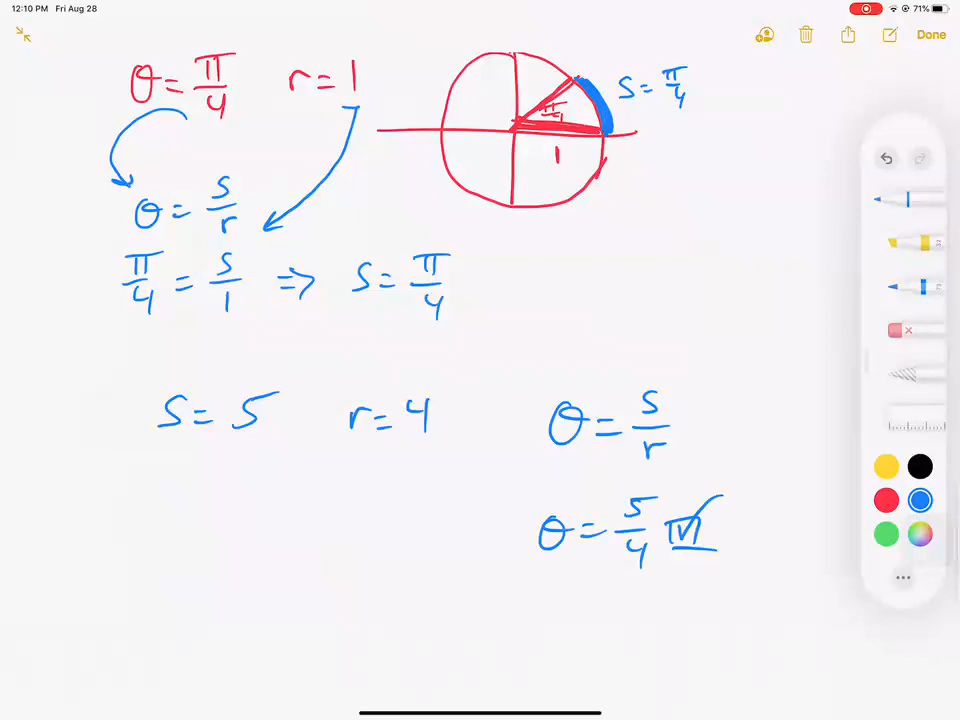 12:10 PM Fri Aug 28 71%
Done
θ = π/4 r = 1
π/4
1
s = π/4
θ = s/r
π/4 = s/1 ⇒ s = π/4
s = 5 r = 4 θ = s/r
θ = 5/4